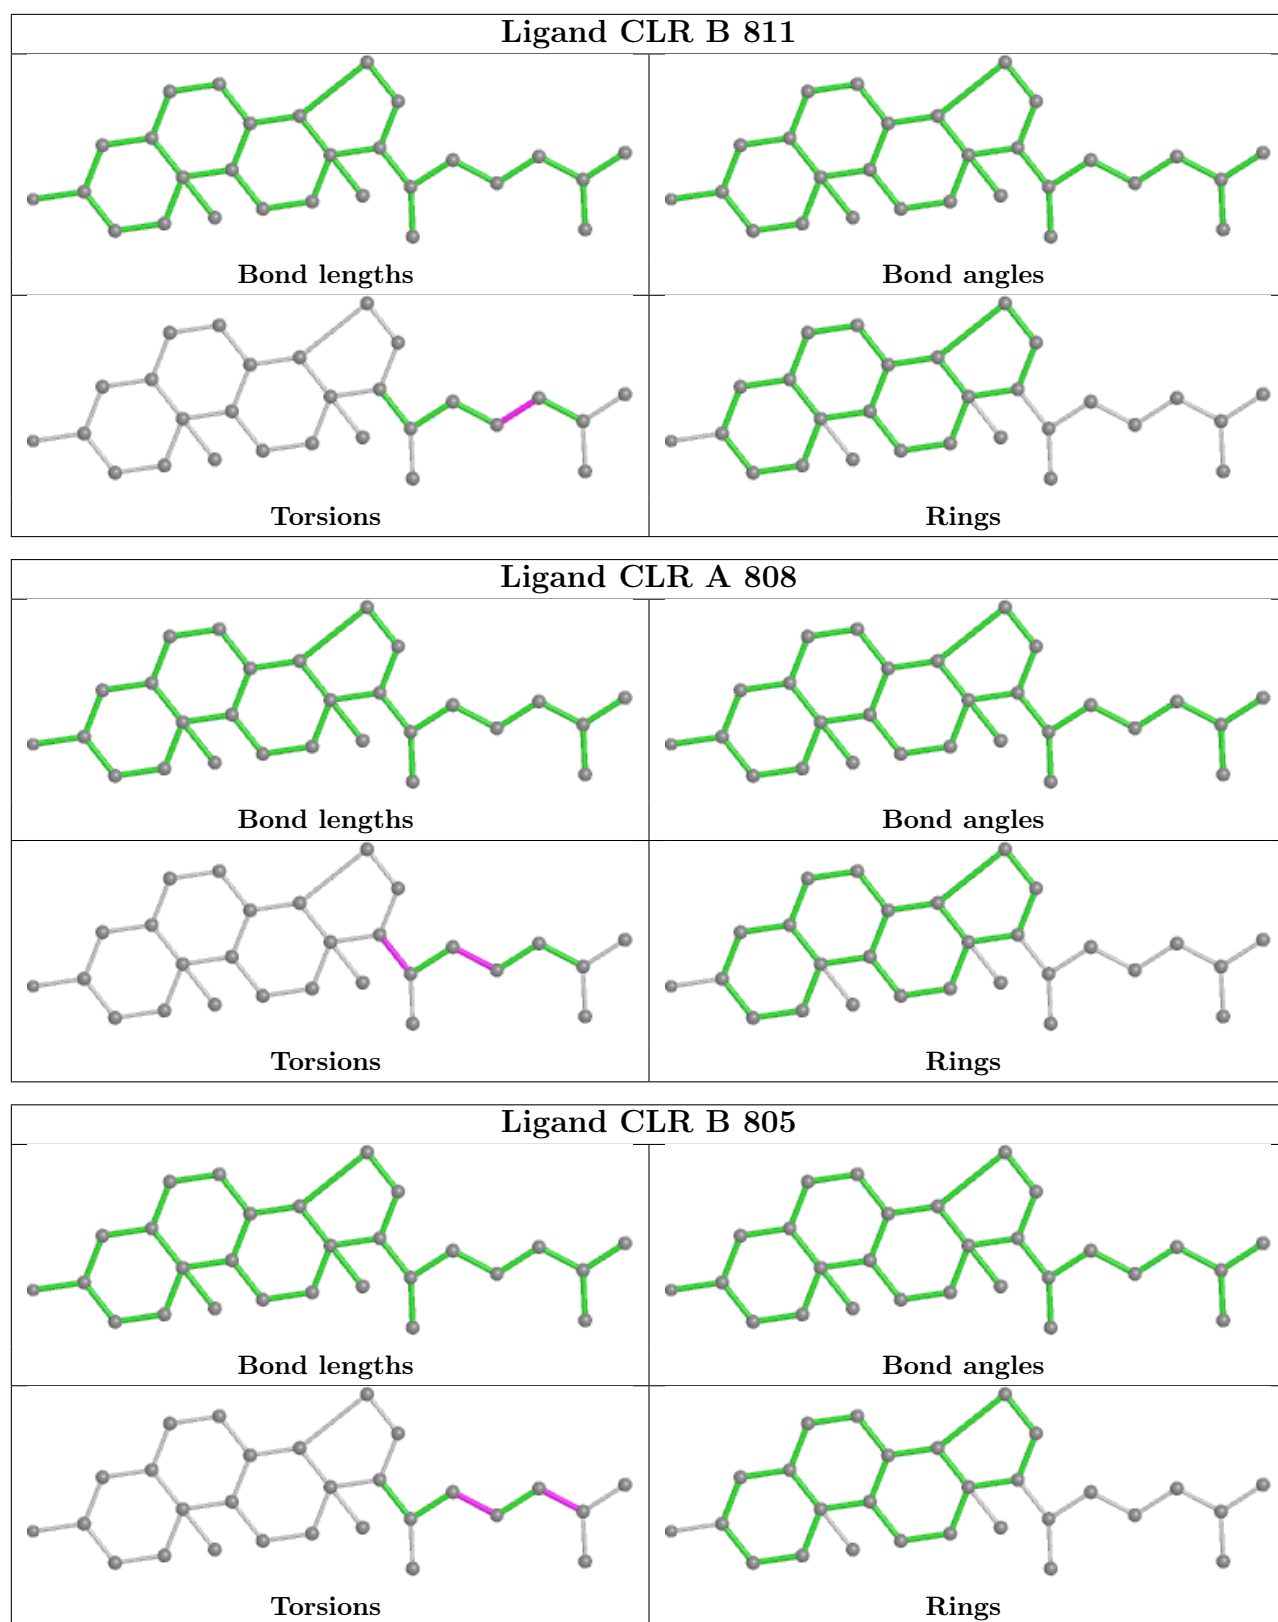 Ligand CLR B 811
Bond lengths
Bond angles
Torsions
Rings
Ligand CLR A 808
Bond lengths
Bond angles
Torsions
Rings
Ligand CLR B 805
Bond lengths
Bond angles
Torsions
Rings